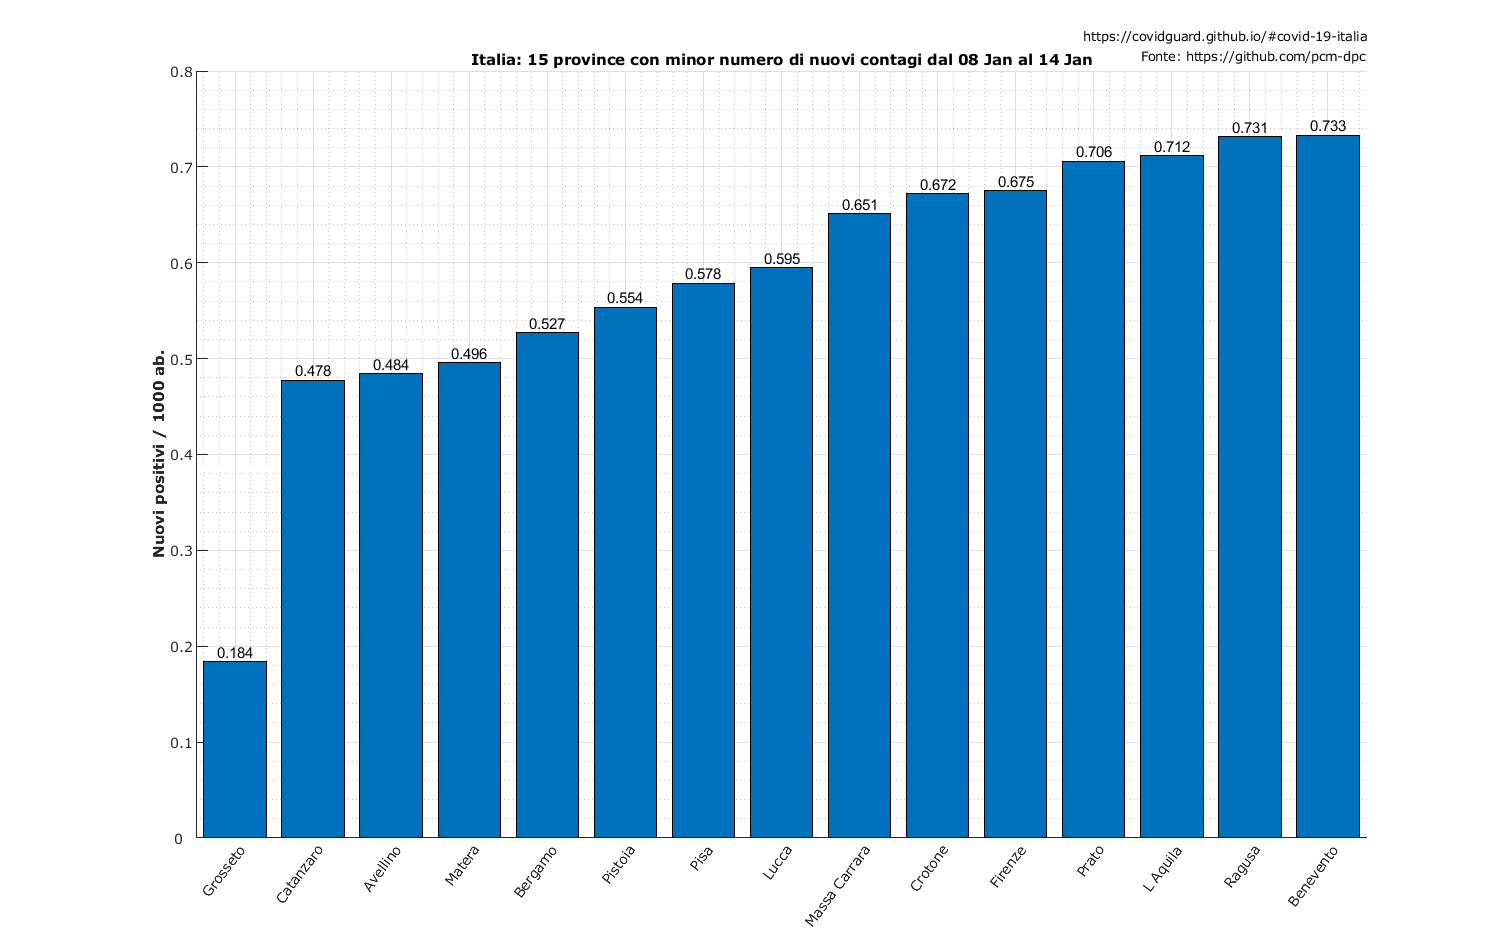 https://covidguard.github.io/#covid-19-italia
Fonte: https://github.com/pcm-dpc
Italia: 15 province con minor numero di nuovi contagi dal 08 Jan al 14 Jan
Nuovi positivi / 1000 ab.
0.8
0.7
0.6
0.5
0.4
0.3
0.2
0.1
0
0.184
0.478
0.484
0.496
0.527
0.554
0.578
0.595
0.651
0.672
0.675
0.706
0.712
0.731
0.733
Grosseto
Catanzaro
Avellino
Matera
Bergamo
Pistoia
Pisa
Lucca
Massa Carrara
Crotone
Firenze
Prato
L Aquila
Ragusa
Benevento